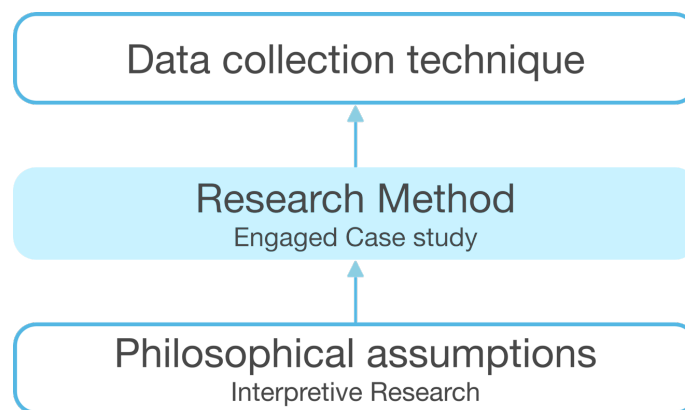 Data collection technique
Research Method
Engaged Case study
Philosophical assumptions
Interpretive Research